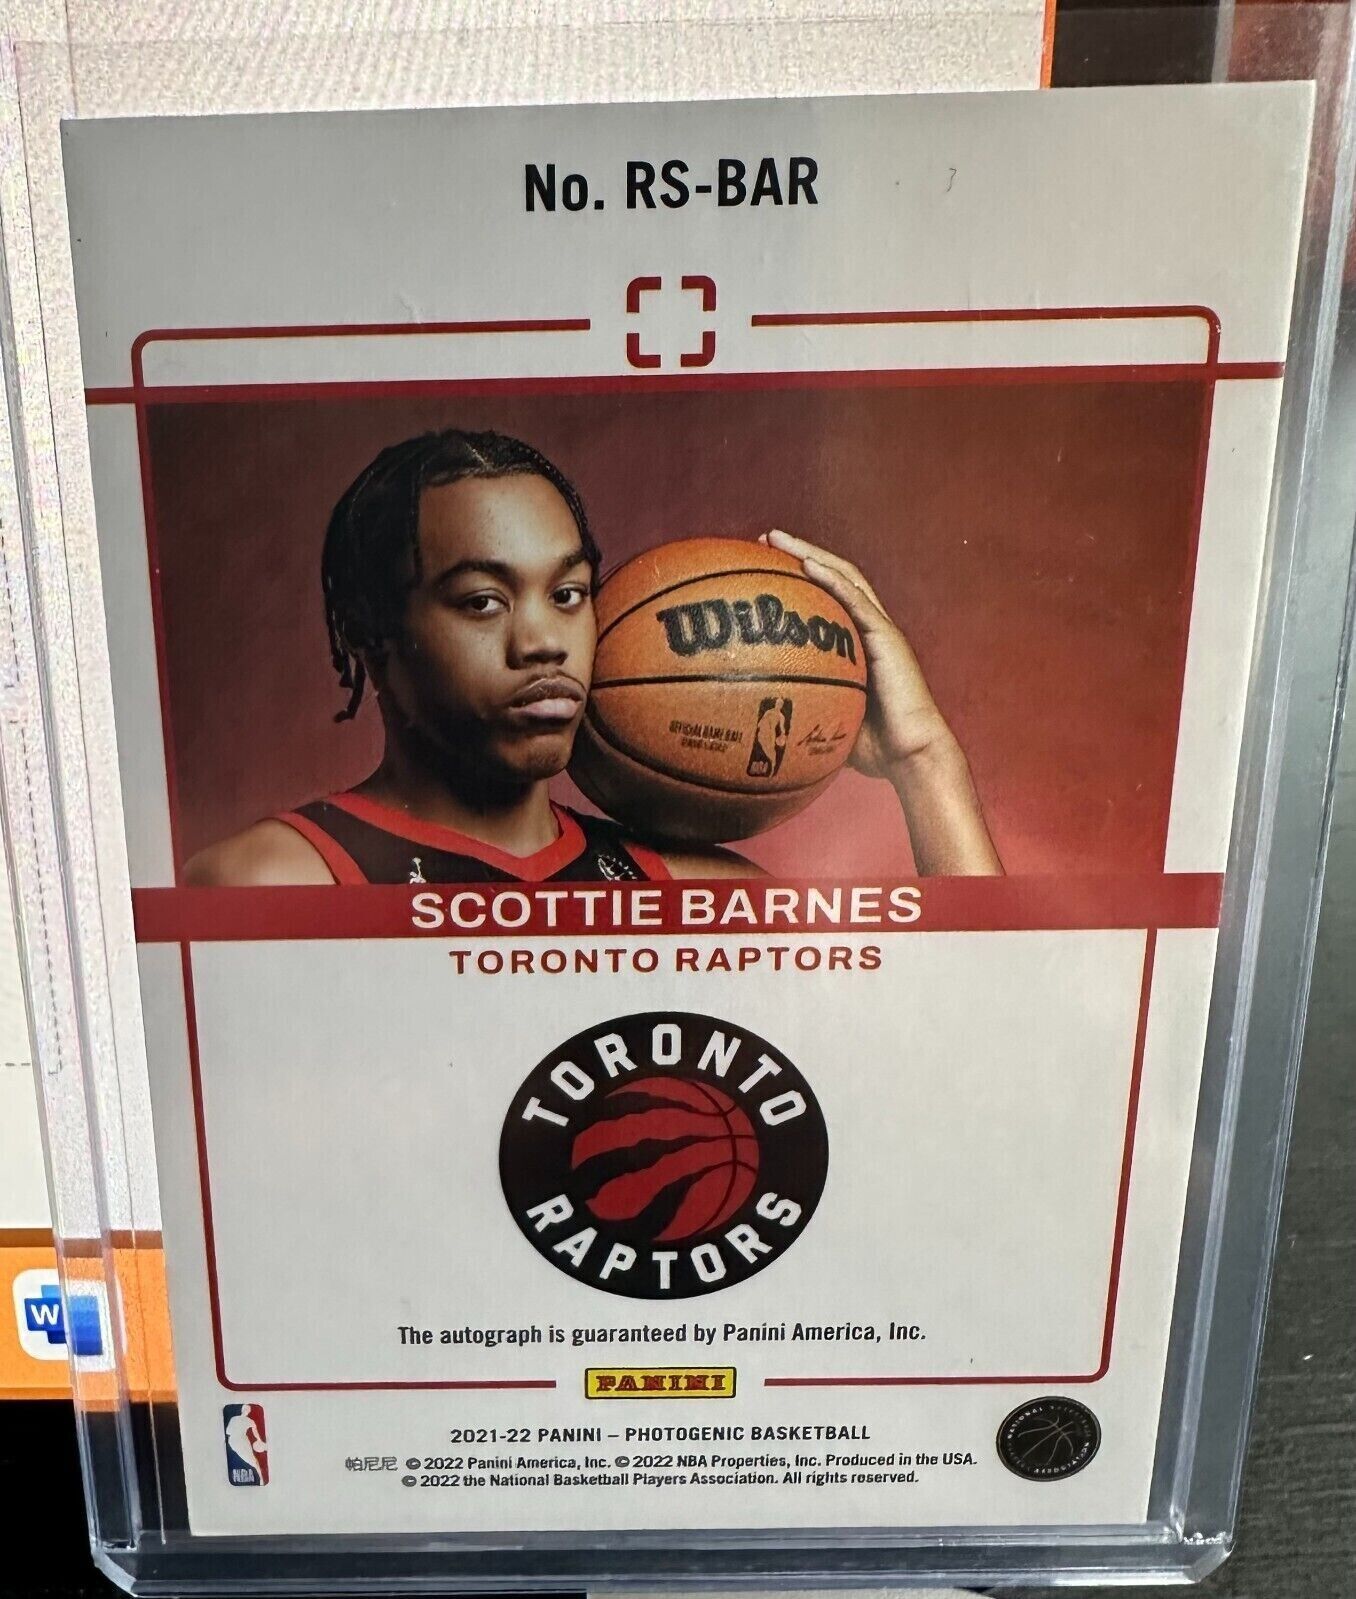 No. RS-BAR
Wilson
NBA
SCOTTIE BARNES
TORONTO RAPTORS
TORONTO
RAPTORS
The autograph is guaranteed by Panini America, Inc.
PANINI
2021-22 PANINI – PHOTOGENIC BASKETBALL
帕尼尼 © 2022 Panini America, Inc. © 2022 NBA Properties, Inc. Produced in the USA.
© 2022 the National Basketball Players Association. All rights reserved.
NBA
W